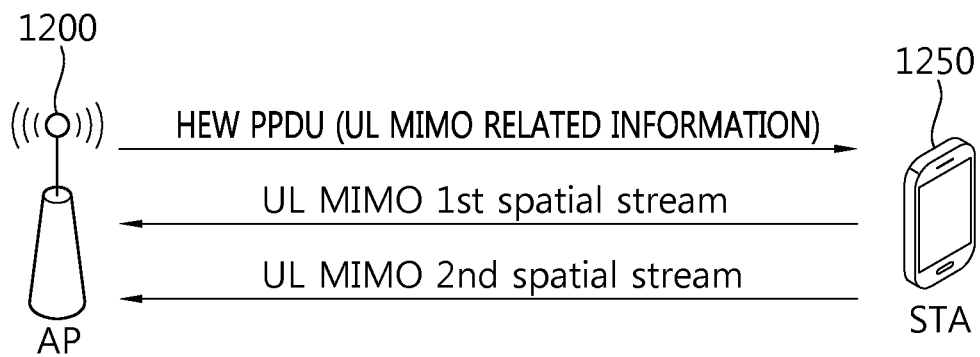 1200
1250
HEW PPDU (UL MIMO RELATED INFORMATION)
UL MIMO 1st spatial stream
UL MIMO 2nd spatial stream
AP
STA